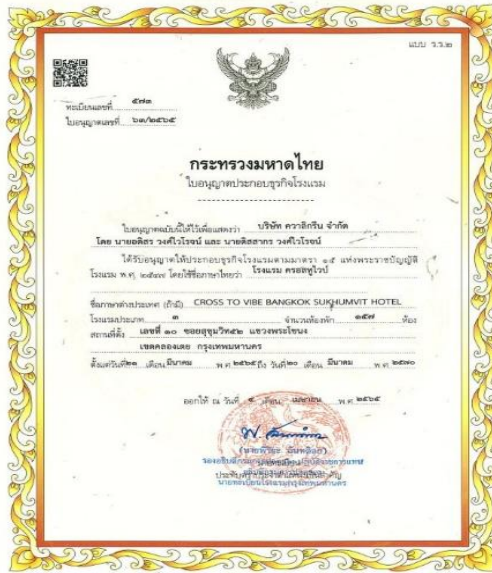 แบบ ร.ร.๒
ทะเบียนเลขที่ ๕๗๓
ใบอนุญาตเลขที่ ๖๓/๒๕๖๕
กระทรวงมหาดไทย
ใบอนุญาตประกอบธุรกิจโรงแรม
ใบอนุญาตฉบับนี้ให้ไว้เพื่อแสดงว่า บริษัท ควาลิกรีน จำกัด
โดย นายอดิสร วงศ์ไวโรจน์ และ นายดิสสากร วงศ์ไวโรจน์
ได้รับอนุญาตให้ประกอบธุรกิจโรงแรมตามมาตรา ๑๕ แห่งพระราชบัญญัติ
โรงแรม พ.ศ. ๒๕๔๗ โดยใช้ชื่อภาษาไทยว่า โรงแรม ครอสทูไวบ์
ชื่อภาษาต่างประเทศ (ถ้ามี) CROSS TO VIBE BANGKOK SUKHUMVIT HOTEL
โรงแรมประเภท ๓ จำนวนห้องพัก ๑๕๗ ห้อง
สถานที่ตั้ง เลขที่ ๑๐ ซอยสุขุมวิท๕๒ แขวงพระโขนง
เขตคลองเตย กรุงเทพมหานคร
ตั้งแต่วันที่๒๑ เดือน มีนาคม พ.ศ ๒๕๖๕ ถึง วันที่๒๐ เดือน มีนาคม พ.ศ ๒๕๗๐
ออกให้ ณ วันที่ ๕ เดือน เมษายน พ.ศ. ๒๕๖๕
นายทะเบียนโรงแรมกรุงเทพมหานคร